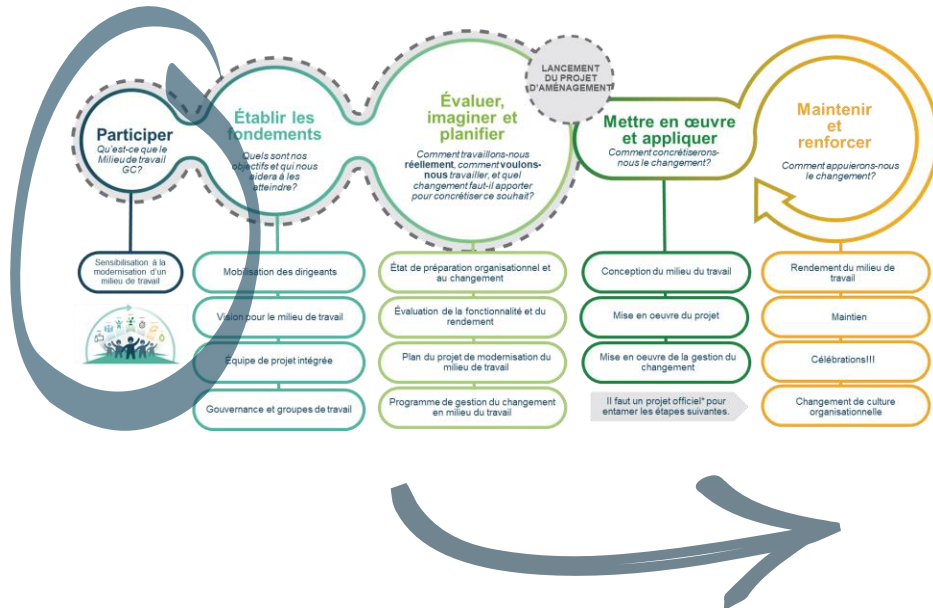 Participer
Qu'est-ce que le
Milieu de travail
GC?
Sensibilisation à la
modernisation d'un
milieu de travail
Établir les
fondements
Quels sont nos
objectifs et qui nous
aidera à les
atteindre?
Mobilisation des dirigeants
Vision pour le milieu de travail
Équipe de projet intégrée
Gouvernance et groupes de travail
Évaluer,
imaginer et
planifier
Comment travaillons-nous
réellement, comment voulons-
nous travailler, et quel
changement faut-il apporter
pour concrétiser ce souhait?
État de préparation organisationnel et
au changement
Évaluation de la fonctionnalité et du
rendement
Plan du projet de modernisation du
milieu de travail
Programme de gestion du changement
en milieu du travail
LANCEMENT
DU PROJET
D'AMÉNAGEMENT
Mettre en œuvre
et appliquer
Comment concrétiserons-
nous le changement?
Conception du milieu du travail
Mise en oeuvre du projet
Mise en oeuvre de la gestion du
changement
Il faut un projet officiel* pour
entamer les étapes suivantes.
Maintenir
et
renforcer
Comment appuierons-nous
le changement?
Rendement du milieu de
travail
Maintien
Célébrations!!!
Changement de culture
organisationnelle